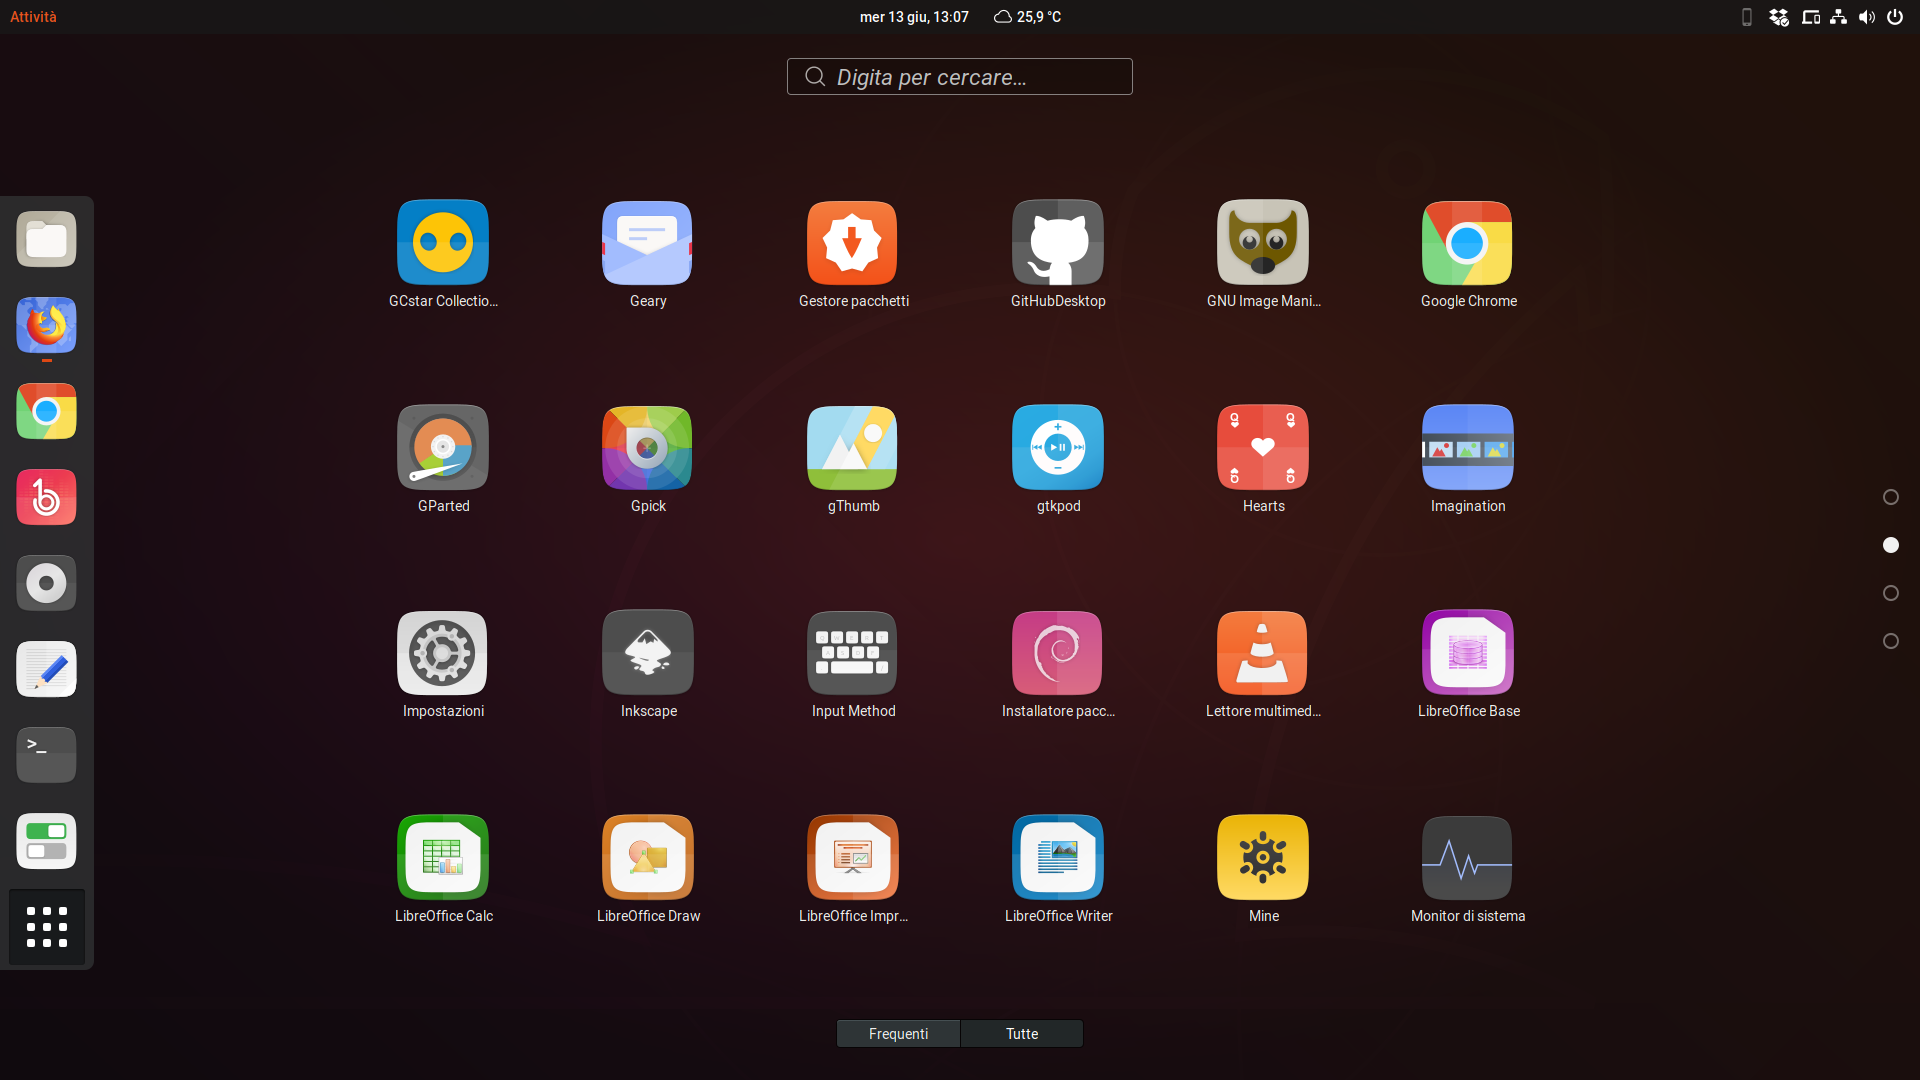 Attività
mer 13 giu, 13:07
25,9 °C
Digita per cercare...
GCstar Collectio...
Geary
Gestore pacchetti
GitHubDesktop
GNU Image Mani...
Google Chrome
GParted
Gpick
gThumb
gtkpod
Hearts
Imagination
Impostazioni
Inkscape
Input Method
Installatore pacc...
Lettore multimed...
LibreOffice Base
LibreOffice Calc
LibreOffice Draw
LibreOffice Impr...
LibreOffice Writer
Mine
Monitor di sistema
Frequenti
Tutte